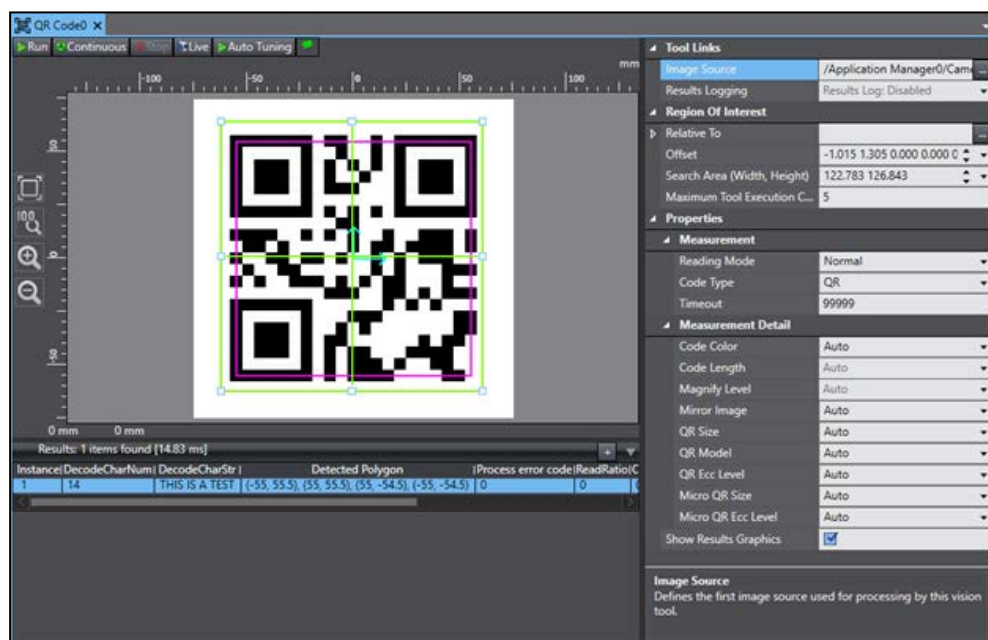 QR Code0 ×
Run Continuous Stop Live Auto Tuning
mm
-100 -50 0 50 100
50
0
-50
100
0 mm 0 mm
Results: 1 items found [14.83 ms]
Instance DecodeCharNum DecodeCharStr Detected Polygon Process error code ReadRatio C
1 14 THIS IS A TEST (-55, 55.5), (55, 55.5), (55, -54.5), (-55, -54.5) 0 0
Tool Links
Image Source /Application Manager0/Came
Results Logging Results Log: Disabled
Region Of Interest
Relative To
Offset -1.015 1.305 0.000 0.000 0
Search Area (Width, Height) 122.783 126.843
Maximum Tool Execution C... 5
Properties
Measurement
Reading Mode Normal
Code Type QR
Timeout 99999
Measurement Detail
Code Color Auto
Code Length Auto
Magnify Level Auto
Mirror Image Auto
QR Size Auto
QR Model Auto
QR Ecc Level Auto
Micro QR Size Auto
Micro QR Ecc Level Auto
Show Results Graphics
Image Source
Defines the first image source used for processing by this vision
tool.